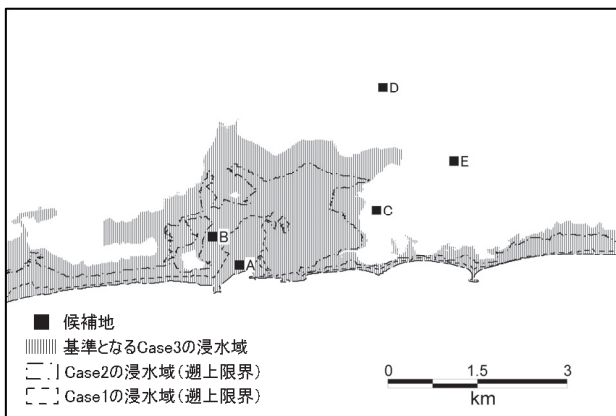 D
E
C
B
A
候補地
基準となるCase3の浸水域
Case2の浸水域(遡上限界)
Case1の浸水域(遡上限界)
0 1.5 3
km